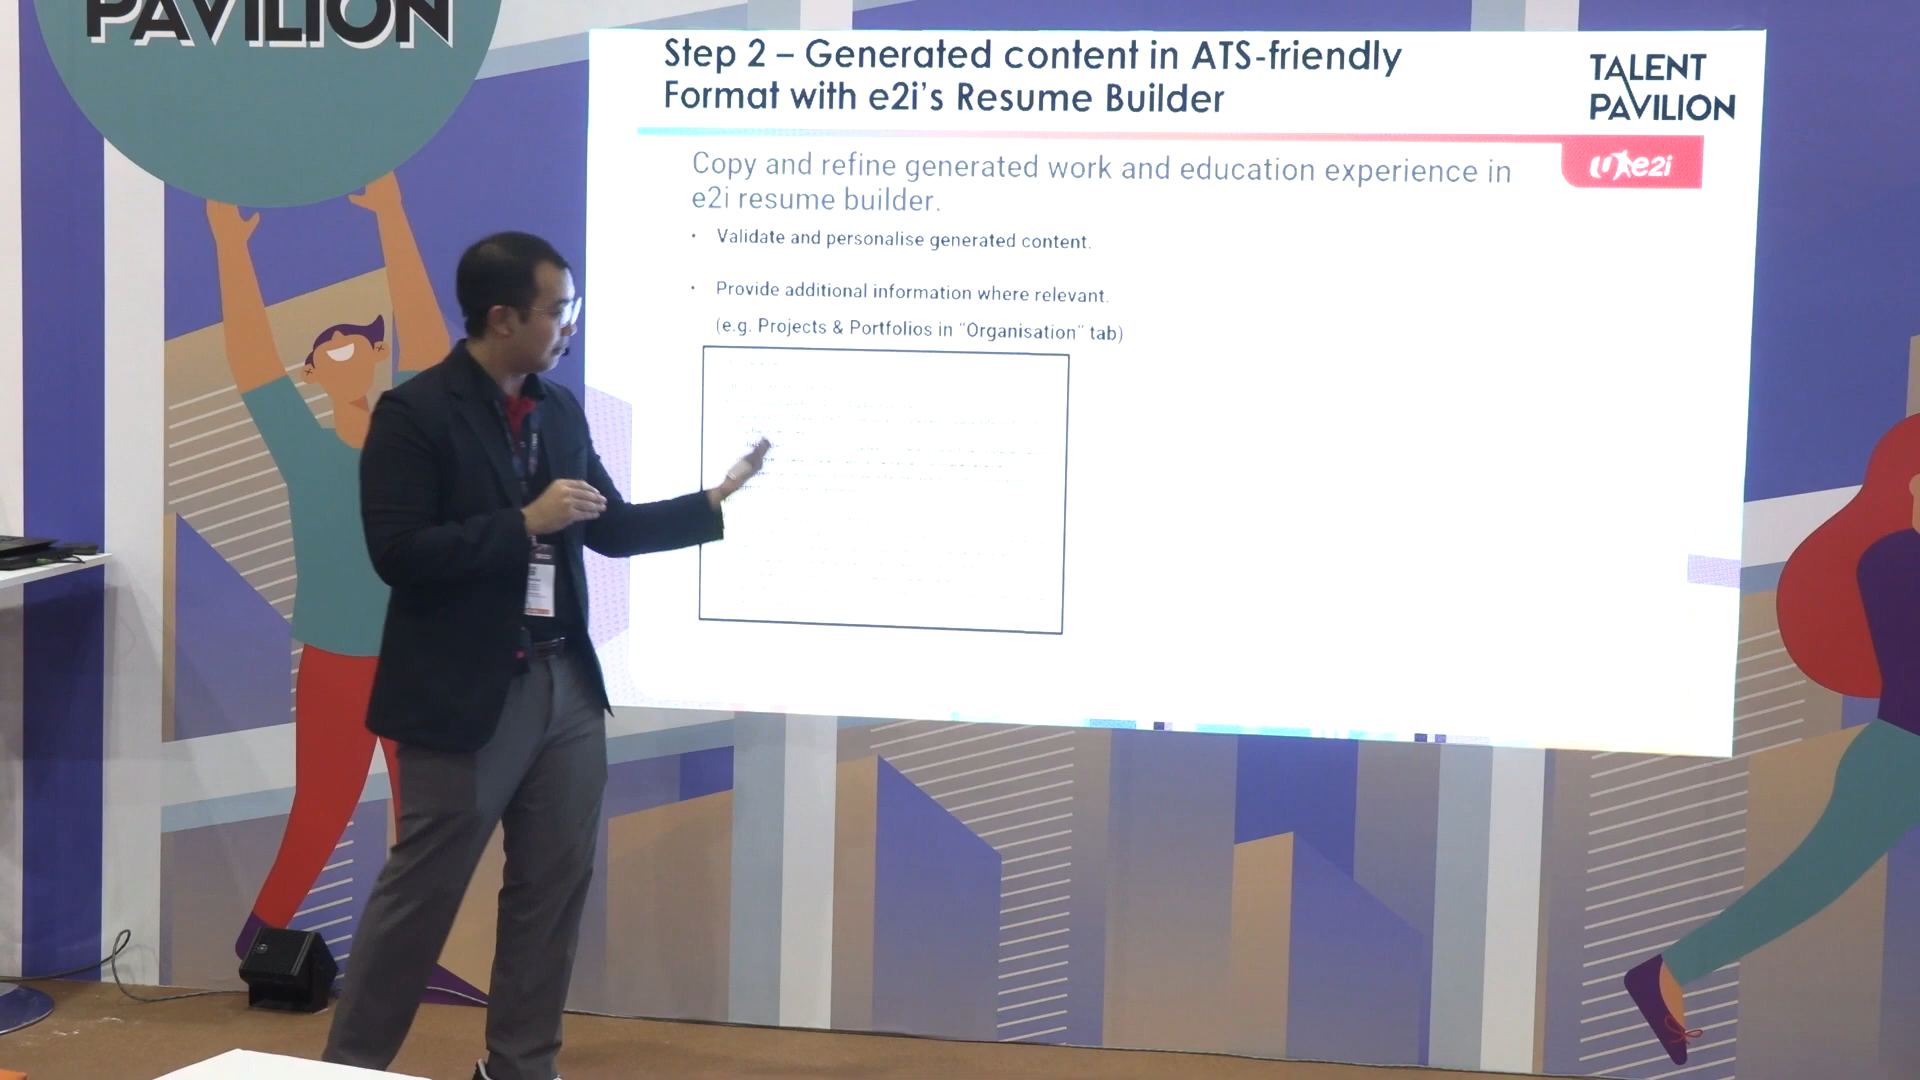 PAVILION
Step 2 – Generated content in ATS-friendly
Format with e2i's Resume Builder
TALENT
PAVILION
U e2i
Copy and refine generated work and education experience in
e2i resume builder.
• Validate and personalise generated content.
• Provide additional information where relevant.
(e.g. Projects & Portfolios in "Organisation" tab)